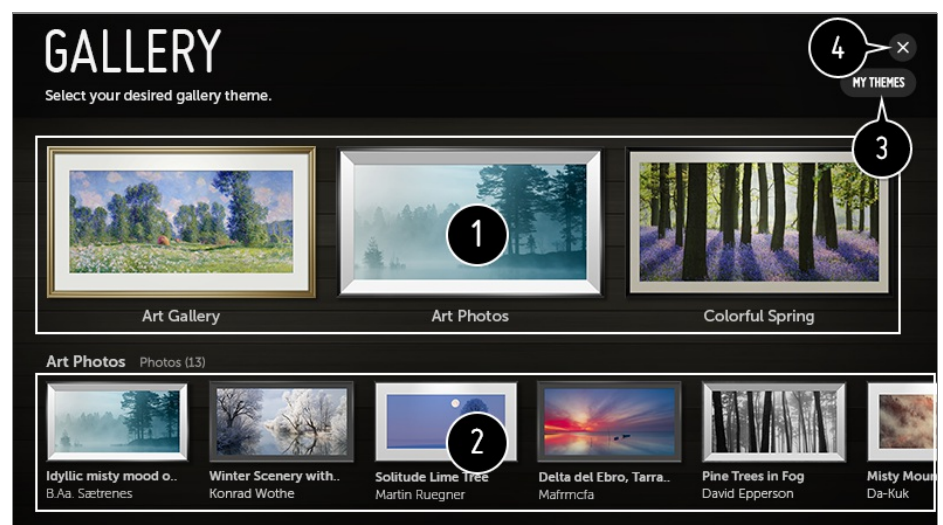 GALLERY
Select your desired gallery theme.
4
×
MY THEMES
3
1
Art Gallery
Art Photos
Colorful Spring
Art Photos Photos (13)
2
Idyllic misty mood o..
B.Aa. Sætrenes
Winter Scenery with..
Konrad Wothe
Solitude Lime Tree
Martin Ruegner
Delta del Ebro, Tarra..
Mafrmcfa
Pine Trees in Fog
David Epperson
Misty Moun
Da-Kuk